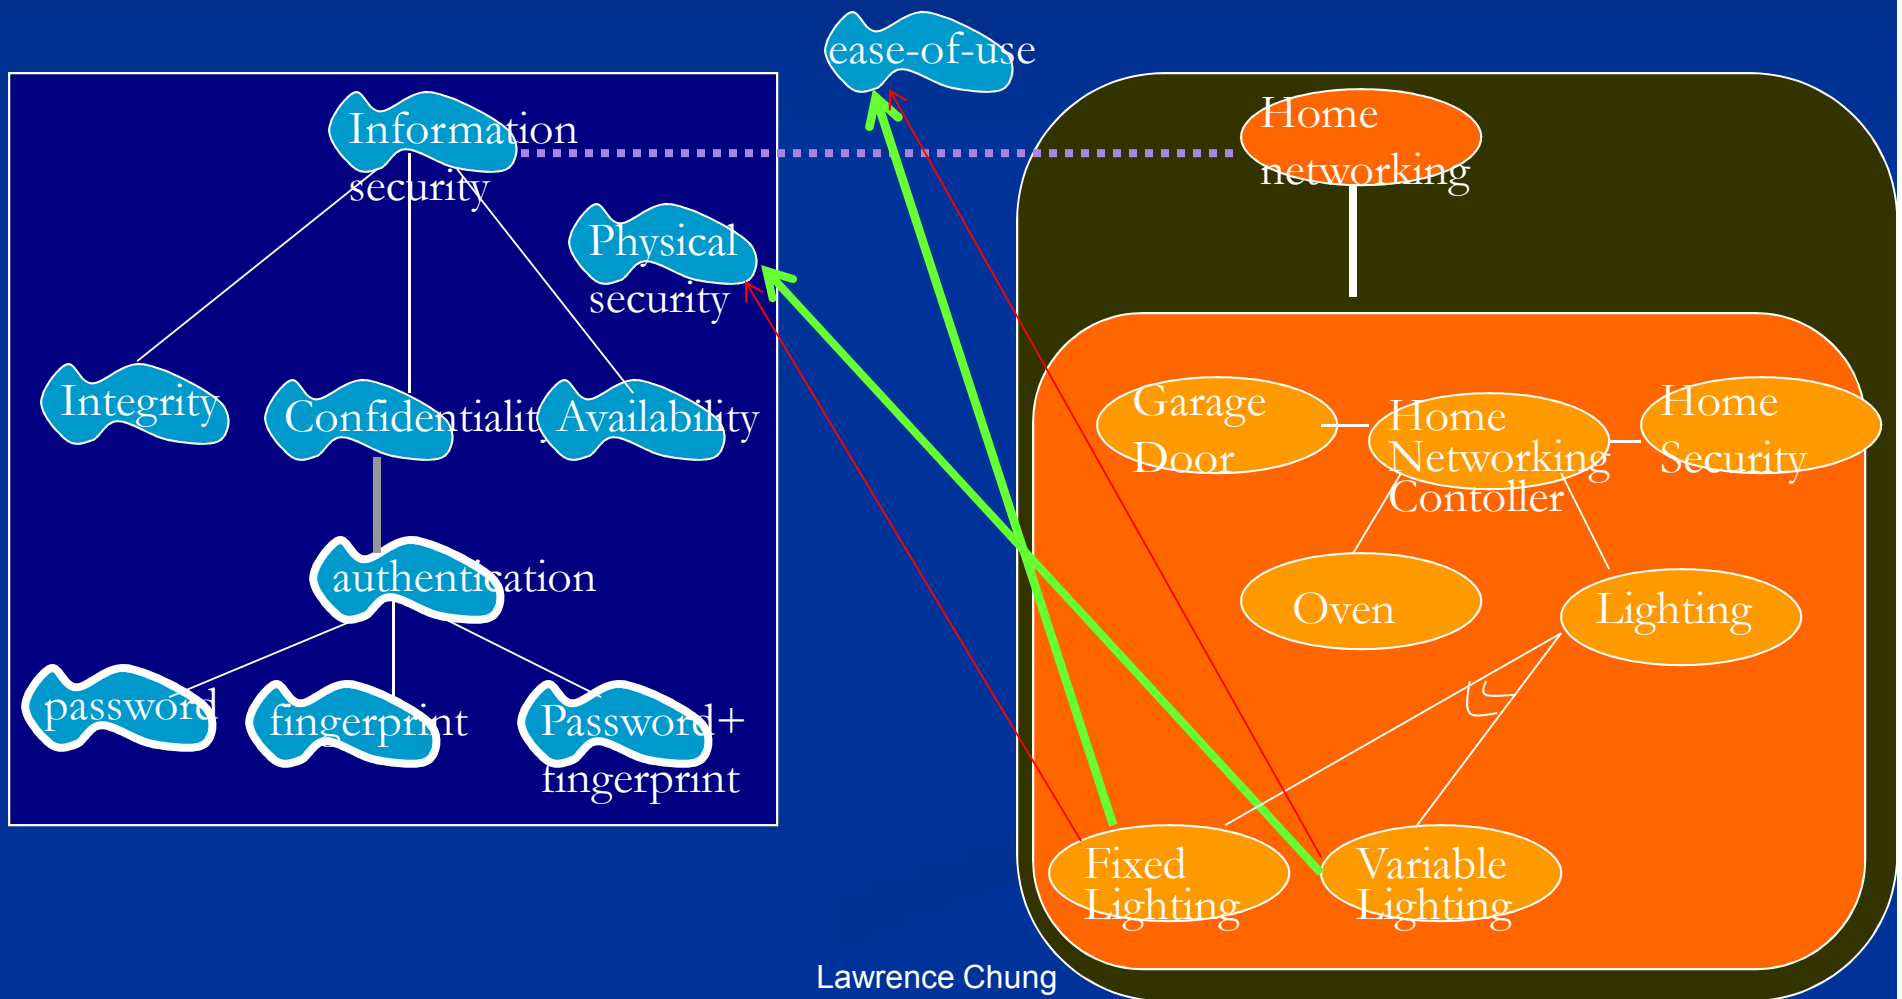 ease-of-use
Information
security
Physical
security
Integrity
Confidentiality
Availability
authentication
password
fingerprint
Password+
fingerprint
Home
networking
Garage
Door
Home
Networking
Contoller
Home
Security
Oven
Lighting
Fixed
Lighting
Variable
Lighting
Lawrence Chung